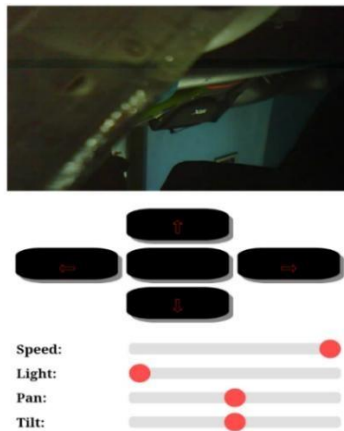 ⇧
⇦ ⇨
⇩
Speed:
Light:
Pan:
Tilt: